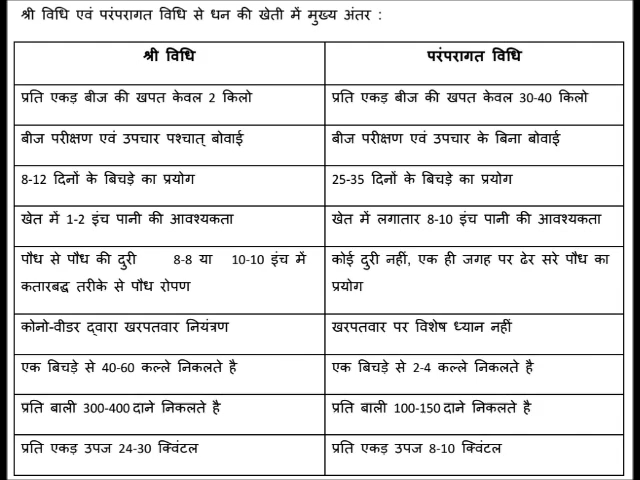 श्री विधि एवं परंपरागत विधि से धन की खेती में मुख्य अंतर :
श्री विधि
परंपरागत विधि
प्रति एकड़ बीज की खपत केवल 2 किलो
प्रति एकड़ बीज की खपत केवल 30-40 किलो
बीज परीक्षण एवं उपचार पश्चात् बोवाई
बीज परीक्षण एवं उपचार के बिना बोवाई
8-12 दिनों के बिचड़े का प्रयोग
25-35 दिनों के बिचड़े का प्रयोग
खेत में 1-2 इंच पानी की आवश्यकता
खेत में लगातार 8-10 इंच पानी की आवश्यकता
पौध से पौध की दुरी 8-8 या 10-10 इंच में
कतारबद्ध तरीके से पौध रोपण
कोई दुरी नहीं, एक ही जगह पर ढेर सरे पौध का
प्रयोग
कोनो-वीडर द्वारा खरपतवार नियंत्रण
खरपतवार पर विशेष ध्यान नहीं
एक बिचड़े से 40-60 कल्ले निकलते है
एक बिचड़े से 2-4 कल्ले निकलते है
प्रति बाली 300-400 दाने निकलते है
प्रति बाली 100-150 दाने निकलते है
प्रति एकड़ उपज 24-30 क्विंटल
प्रति एकड़ उपज 8-10 क्विंटल